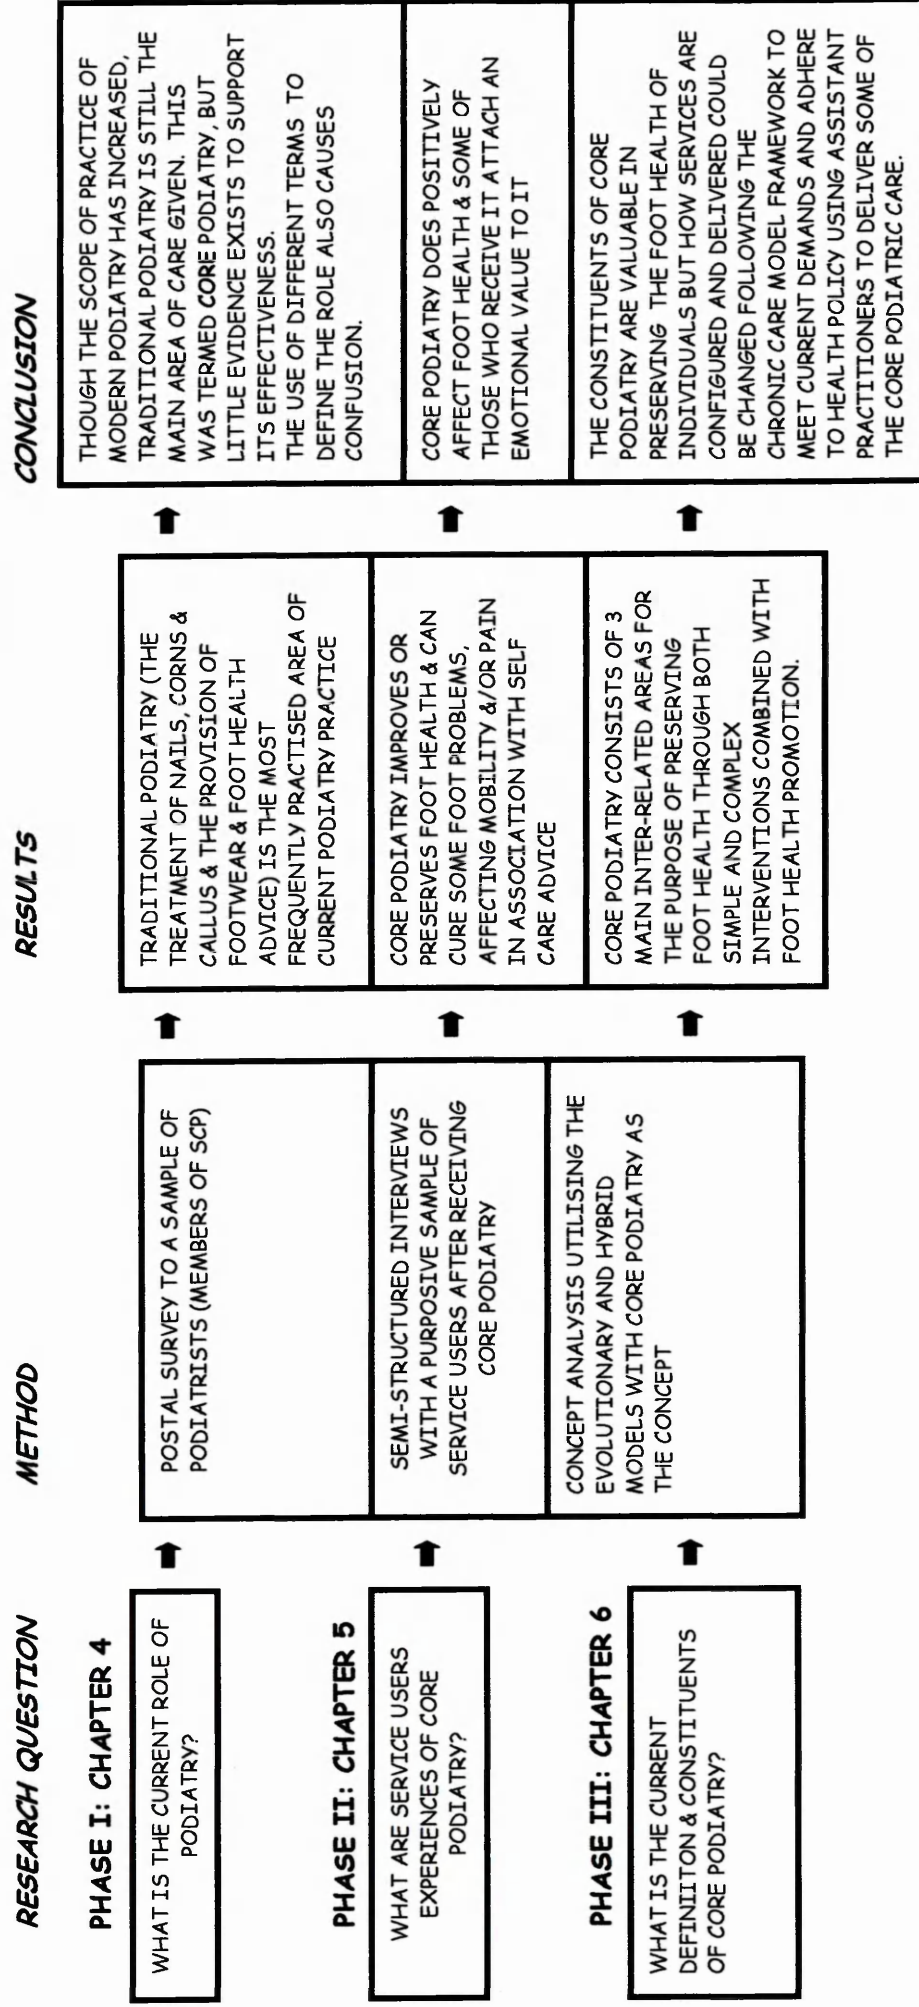 RESEARCH QUESTION
METHOD
RESULTS
CONCLUSION
PHASE I: CHAPTER 4
WHAT IS THE CURRENT ROLE OF
PODIATRY?
POSTAL SURVEY TO A SAMPLE OF
PODIATRISTS (MEMBERS OF SCP)
TRADITIONAL PODIATRY (THE
TREATMENT OF NAILS, CORNS &
CALLUS & THE PROVISION OF
FOOTWEAR & FOOT HEALTH
ADVICE) IS THE MOST
FREQUENTLY PRACTISED AREA OF
CURRENT PODIATRY PRACTICE
THOUGH THE SCOPE OF PRACTICE OF
MODERN PODIATRY HAS INCREASED,
TRADITIONAL PODIATRY IS STILL THE
MAIN AREA OF CARE GIVEN. THIS
WAS TERMED CORE PODIATRY, BUT
LITTLE EVIDENCE EXISTS TO SUPPORT
ITS EFFECTIVENESS.
THE USE OF DIFFERENT TERMS TO
DEFINE THE ROLE ALSO CAUSES
CONFUSION.
PHASE II: CHAPTER 5
WHAT ARE SERVICE USERS
EXPERIENCES OF CORE
PODIATRY?
SEMI-STRUCTURED INTERVIEWS
WITH A PURPOSIVE SAMPLE OF
SERVICE USERS AFTER RECEIVING
CORE PODIATRY
CORE PODIATRY IMPROVES OR
PRESERVES FOOT HEALTH & CAN
CURE SOME FOOT PROBLEMS,
AFFECTING MOBILITY &/OR PAIN
IN ASSOCIATION WITH SELF
CARE ADVICE
CORE PODIATRY DOES POSITIVELY
AFFECT FOOT HEALTH & SOME OF
THOSE WHO RECEIVE IT ATTACH AN
EMOTIONAL VALUE TO IT
PHASE III: CHAPTER 6
WHAT IS THE CURRENT
DEFINIITON & CONSTITUENTS
OF CORE PODIATRY?
CONCEPT ANALYSIS UTILISING THE
EVOLUTIONARY AND HYBRID
MODELS WITH CORE PODIATRY AS
THE CONCEPT
CORE PODIATRY CONSISTS OF 3
MAIN INTER-RELATED AREAS FOR
THE PURPOSE OF PRESERVING
FOOT HEALTH THROUGH BOTH
SIMPLE AND COMPLEX
INTERVENTIONS COMBINED WITH
FOOT HEALTH PROMOTION.
THE CONSTITUENTS OF CORE
PODIATRY ARE VALUABLE IN
PRESERVING THE FOOT HEALTH OF
INDIVIDUALS BUT HOW SERVICES ARE
CONFIGURED AND DELIVERED COULD
BE CHANGED FOLLOWING THE
CHRONIC CARE MODEL FRAMEWORK TO
MEET CURRENT DEMANDS AND ADHERE
TO HEALTH POLICY USING ASSISTANT
PRACTITIONERS TO DELIVER SOME OF
THE CORE PODIATRIC CARE.